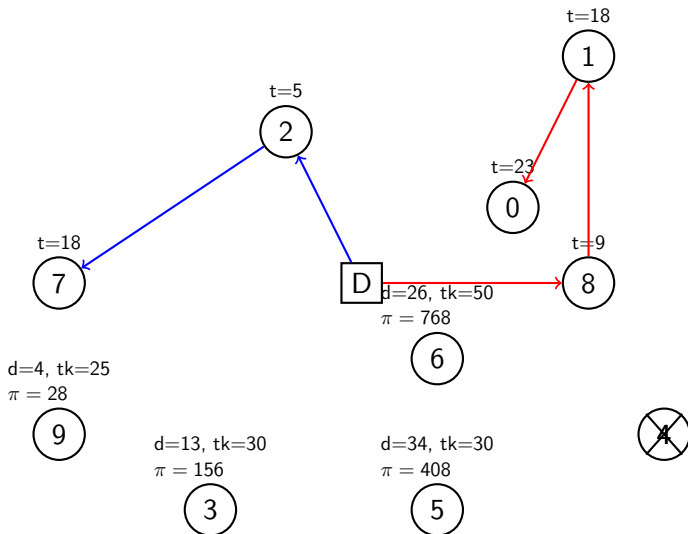 t=18
1
t=5
2
t=23
0
t=18
7
D
t=9
8
d=26, tk=50
π = 768
6
d=4, tk=25
π = 28
9
4
d=13, tk=30
π = 156
3
d=34, tk=30
π = 408
5